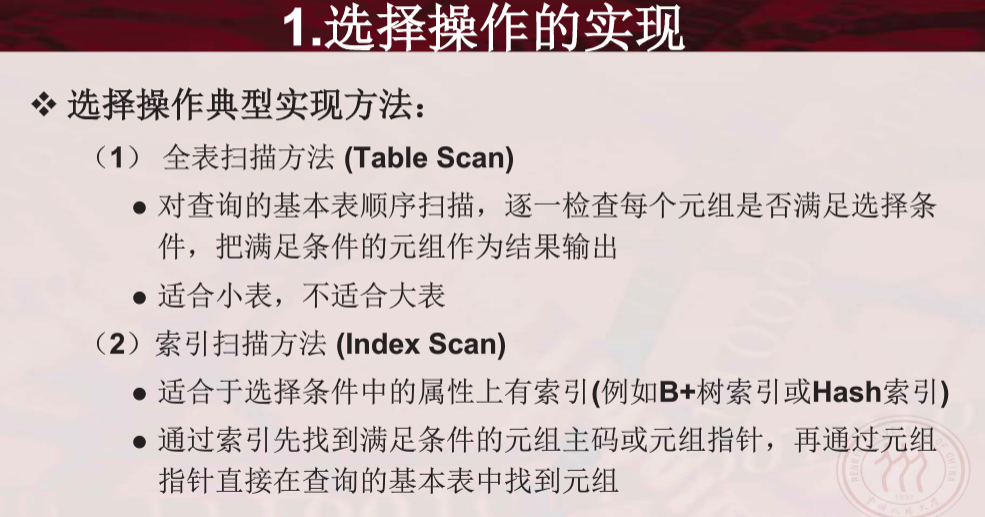 1.选择操作的实现
❖ 选择操作典型实现方法：
（1） 全表扫描方法 (Table Scan)
● 对查询的基本表顺序扫描，逐一检查每个元组是否满足选择条
件，把满足条件的元组作为结果输出
● 适合小表，不适合大表
（2）索引扫描方法 (Index Scan)
● 适合于选择条件中的属性上有索引(例如B+树索引或Hash索引)
● 通过索引先找到满足条件的元组主码或元组指针，再通过元组
指针直接在查询的基本表中找到元组